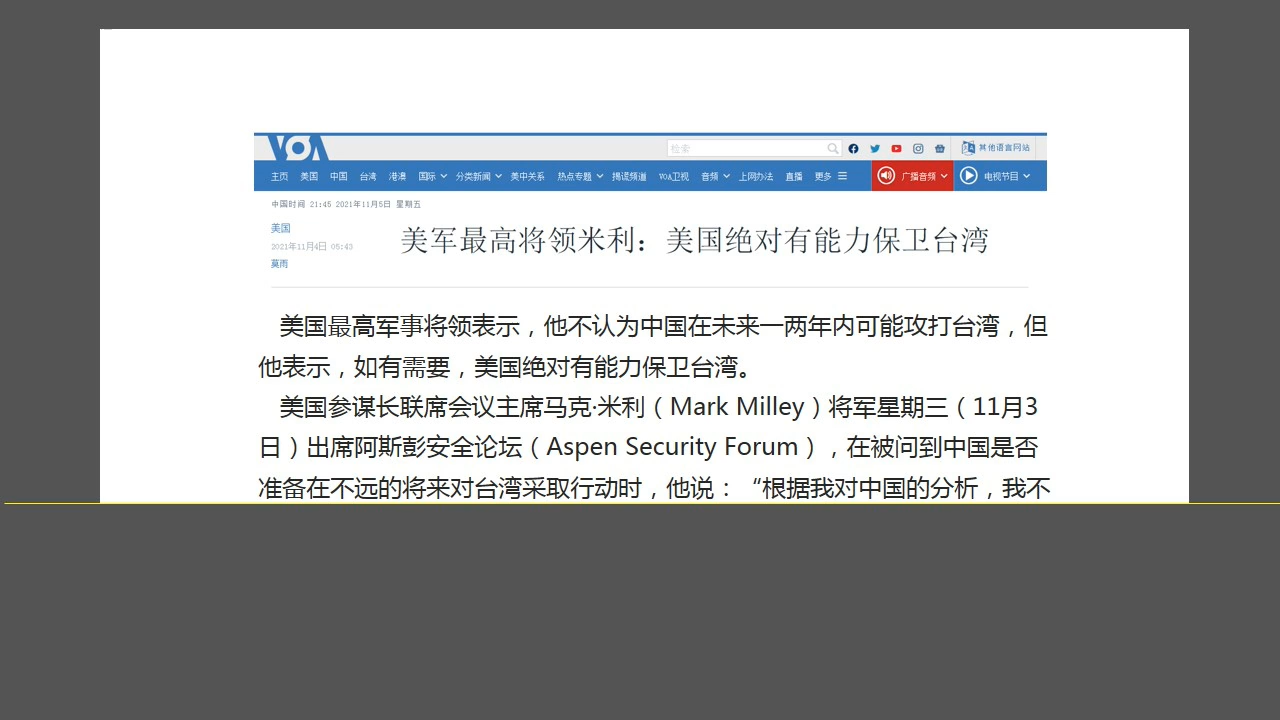 VOA
检索
其他语言网站
主页 美国 中国 台湾 港澳 国际 分类新闻 美中关系 热点专题 揭谎频道 VOA卫视 音频 上网办法 直播 更多 广播音频 电视节目
中国时间 21:45 2021年11月5日 星期五
美国
2021年11月4日 05:43
莫雨
美军最高将领米利：美国绝对有能力保卫台湾
美国最高军事将领表示，他不认为中国在未来一两年内可能攻打台湾，但
他表示，如有需要，美国绝对有能力保卫台湾。
美国参谋长联席会议主席马克·米利（Mark Milley）将军星期三（11月3
日）出席阿斯彭安全论坛（Aspen Security Forum），在被问到中国是否
准备在不远的将来对台湾采取行动时，他说：“根据我对中国的分析，我不